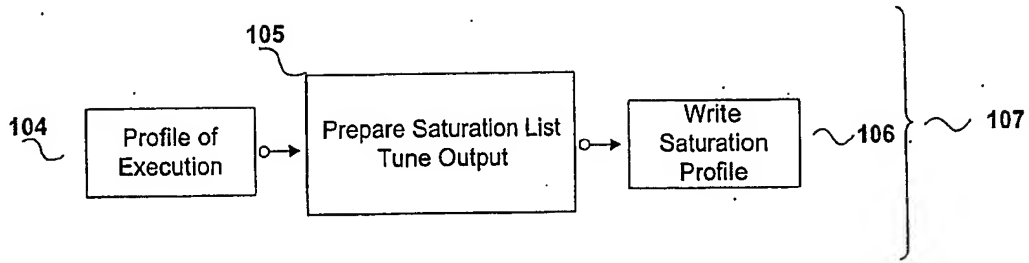 105
104
Profile of
Execution
Prepare Saturation List
Tune Output
Write
Saturation
Profile
106
107